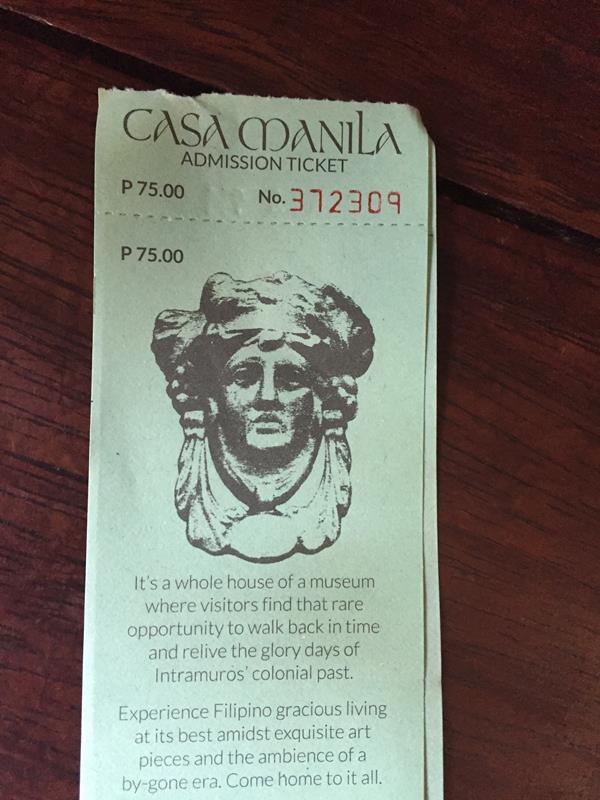 CASA MANILA
ADMISSION TICKET
P 75.00 No. 372309
P 75.00
It's a whole house of a museum
where visitors find that rare
opportunity to walk back in time
and relive the glory days of
Intramuros' colonial past.
Experience Filipino gracious living
at its best amidst exquisite art
pieces and the ambience of a
by-gone era. Come home to it all.